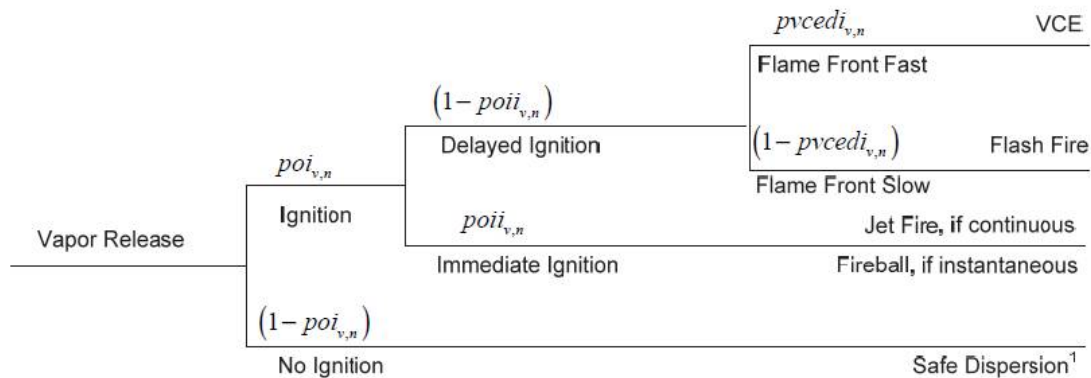 pvcedi_{v,n} VCE
Flame Front Fast
(1 - poii_{v,n})
Delayed Ignition
(1 - pvcedi_{v,n}) Flash Fire
Flame Front Slow
poi_{v,n}
Ignition
poii_{v,n} Jet Fire, if continuous
Vapor Release
Immediate Ignition Fireball, if instantaneous
(1 - poi_{v,n})
No Ignition Safe Dispersion¹